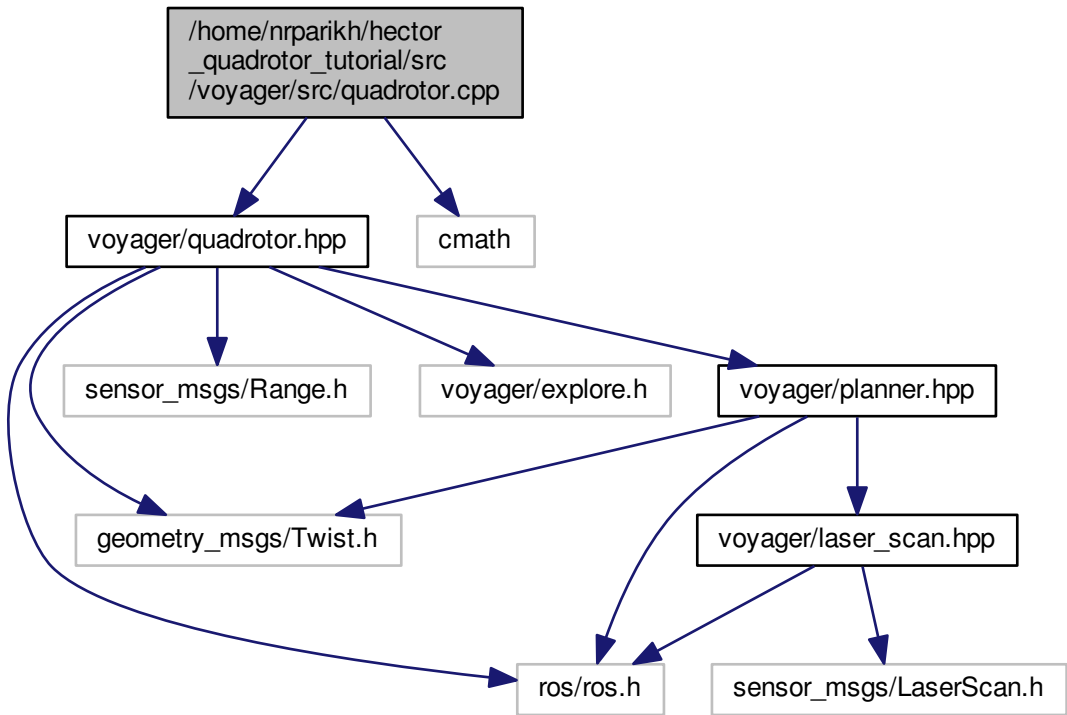 /home/nrparikh/hector
_quadrotor_tutorial/src
/voyager/src/quadrotor.cpp
voyager/quadrotor.hpp
cmath
sensor_msgs/Range.h
voyager/explore.h
voyager/planner.hpp
geometry_msgs/Twist.h
voyager/laser_scan.hpp
ros/ros.h
sensor_msgs/LaserScan.h